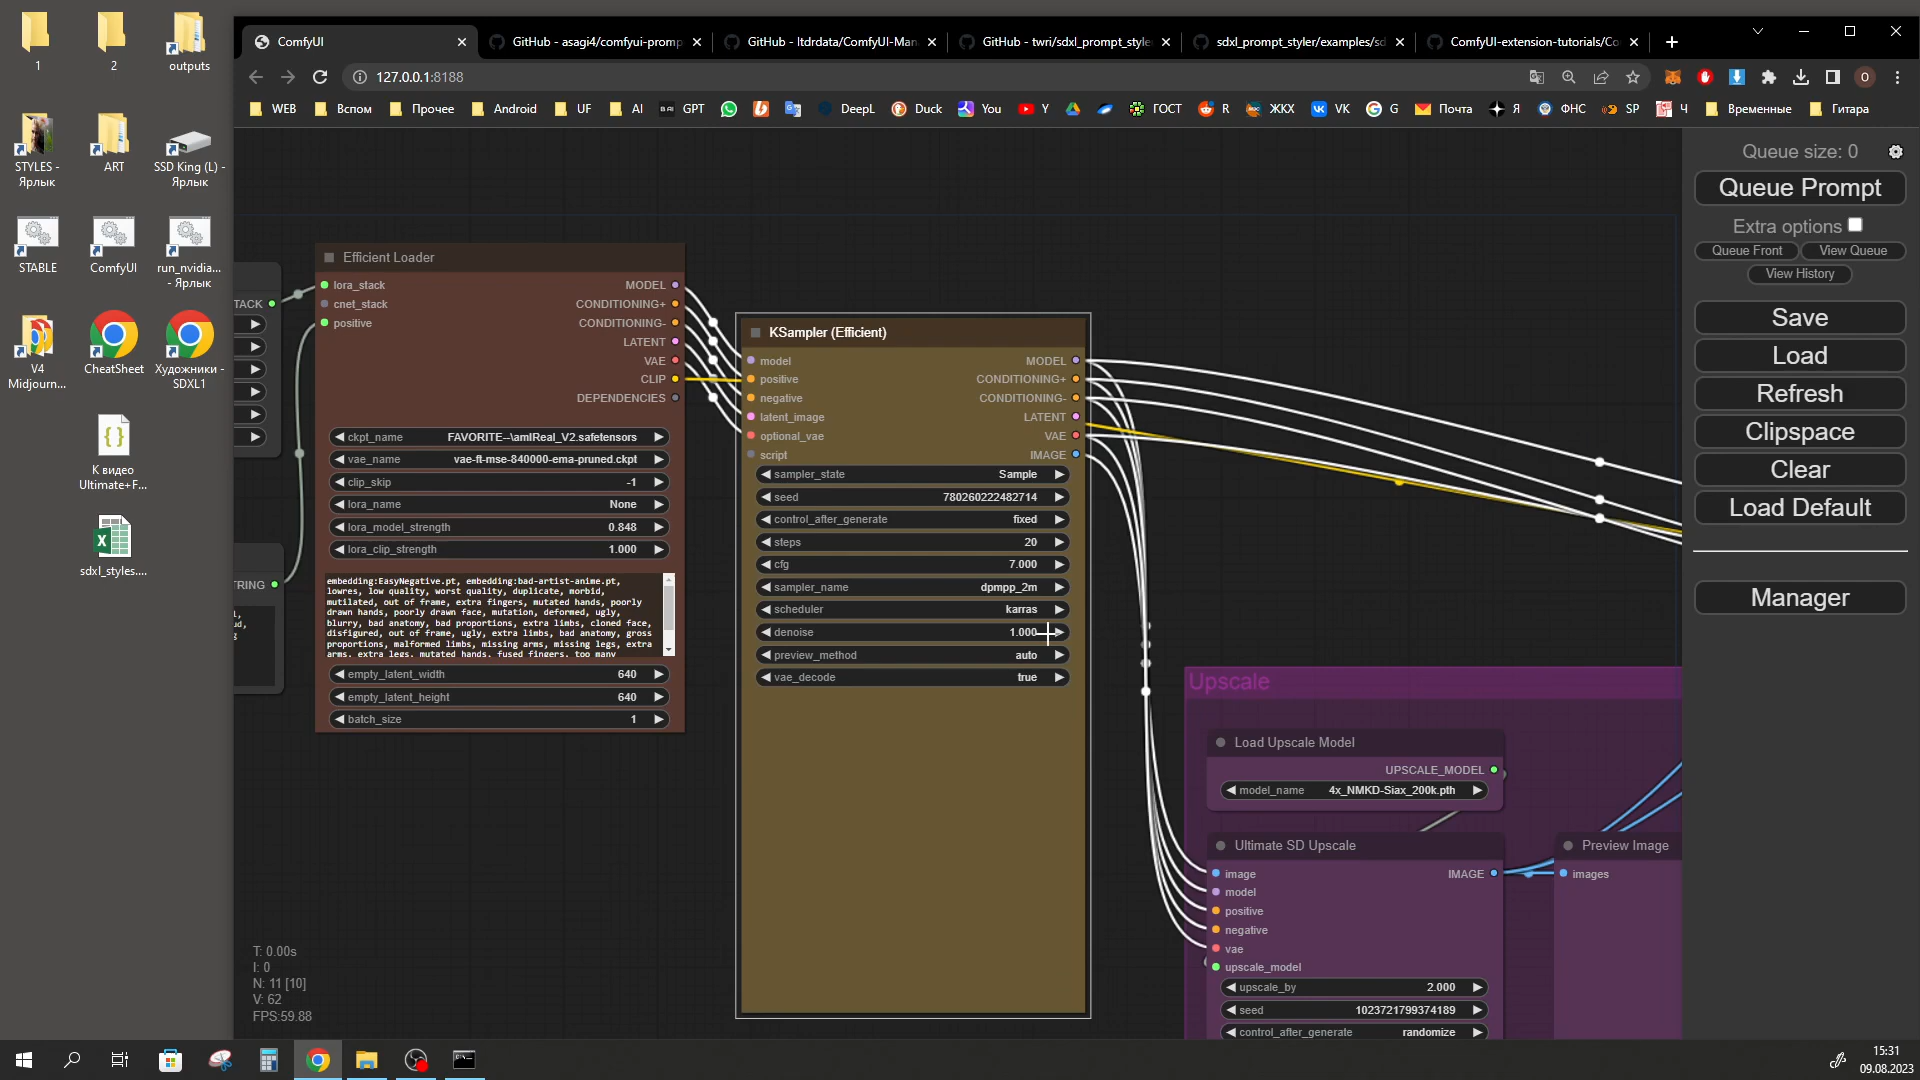 1
2
outputs
STYLES -
Ярлык
ART
SSD King (L) -
Ярлык
STABLE
ComfyUI
run_nvidia...
- Ярлык
V4
Midjourn...
CheatSheet
Художники -
SDXL1
К видео
Ultimate+F...
sdxl_styles....
ComfyUI
GitHub - asagi4/comfyui-promp
GitHub - ltdrdata/ComfyUI-Man
GitHub - twri/sdxl_prompt_style
sdxl_prompt_styler/examples/sd
ComfyUI-extension-tutorials/Co
127.0.0.1:8188
O
WEB
Вспом
Прочее
Android
UF
AI
GPT
DeepL
Duck
You
Y
ГОСТ
R
ЖКХ
VK
G
Почта
Я
ФНС
SP
Ч
Временные
Гитара
TACK
TRING
Efficient Loader
lora_stack MODEL
cnet_stack CONDITIONING+
positive CONDITIONING-
LATENT
VAE
CLIP
DEPENDENCIES
ckpt_name FAVORITE--\amIReal_V2.safetensors
vae_name vae-ft-mse-840000-ema-pruned.ckpt
clip_skip -1
lora_name None
lora_model_strength 0.848
lora_clip_strength 1.000
embedding:EasyNegative.pt, embedding:bad-artist-anime.pt,
lowres, low quality, worst quality, duplicate, morbid,
mutilated, out of frame, extra fingers, mutated hands, poorly
drawn hands, poorly drawn face, mutation, deformed, ugly,
blurry, bad anatomy, bad proportions, extra limbs, cloned face,
disfigured, out of frame, ugly, extra limbs, bad anatomy, gross
proportions, malformed limbs, missing arms, missing legs, extra
arms, extra legs, mutated hands, fused fingers, too many
empty_latent_width 640
empty_latent_height 640
batch_size 1
KSampler (Efficient)
model MODEL
positive CONDITIONING+
negative CONDITIONING-
latent_image LATENT
optional_vae VAE
script IMAGE
sampler_state Sample
seed 780260222482714
control_after_generate fixed
steps 20
cfg 7.000
sampler_name dpmpp_2m
scheduler karras
denoise 1.000
preview_method auto
vae_decode true
Upscale
Load Upscale Model
UPSCALE_MODEL
model_name 4x_NMKD-Siax_200k.pth
Ultimate SD Upscale
image IMAGE
model
positive
negative
vae
upscale_model
upscale_by 2.000
seed 1023721799374189
control_after_generate randomize
Preview Image
images
T: 0.00s
I: 0
N: 11 [10]
V: 62
FPS:59.88
Queue size: 0
Queue Prompt
Extra options
Queue Front
View Queue
View History
Save
Load
Refresh
Clipspace
Clear
Load Default
Manager
15:31
09.08.2023